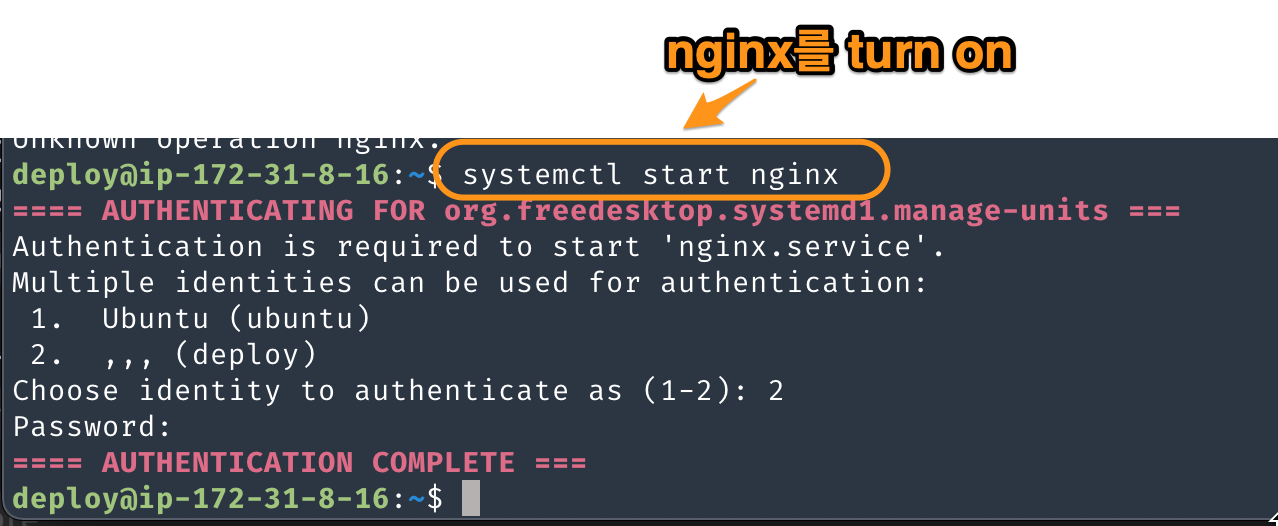 nginx를 turn on
Unknown operation nginx.
deploy@ip-172-31-8-16:~$ systemctl start nginx
==== AUTHENTICATING FOR org.freedesktop.systemd1.manage-units ===
Authentication is required to start 'nginx.service'.
Multiple identities can be used for authentication:
 1.  Ubuntu (ubuntu)
 2.  ,,, (deploy)
Choose identity to authenticate as (1-2): 2
Password:
==== AUTHENTICATION COMPLETE ===
deploy@ip-172-31-8-16:~$